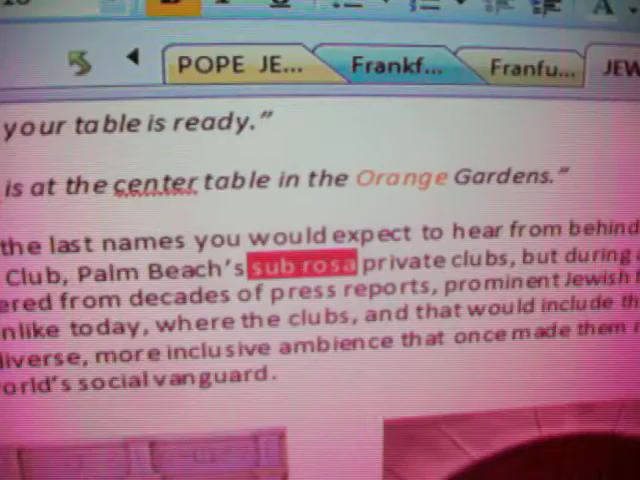 POPE JE... Frankf... Franfu... JEW
your table is ready."
is at the center table in the Orange Gardens."
the last names you would expect to hear from behind
Club, Palm Beach's sub rosa private clubs, but during
ered from decades of press reports, prominent Jewish
nlike today, where the clubs, and that would include th
diverse, more inclusive ambience that once made them
orld's social vanguard.